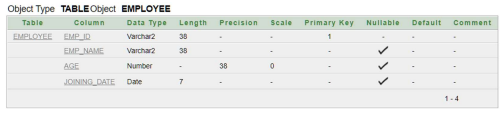 Object Type TABLE Object EMPLOYEE
Table Column Data Type Length Precision Scale Primary Key Nullable Default Comment
EMPLOYEE EMP_ID Varchar2 38 - - 1 - - -
EMP_NAME Varchar2 38 - - - ✓ - -
AGE Number - 38 0 - ✓ - -
JOINING_DATE Date 7 - - - ✓ - -
1 - 4